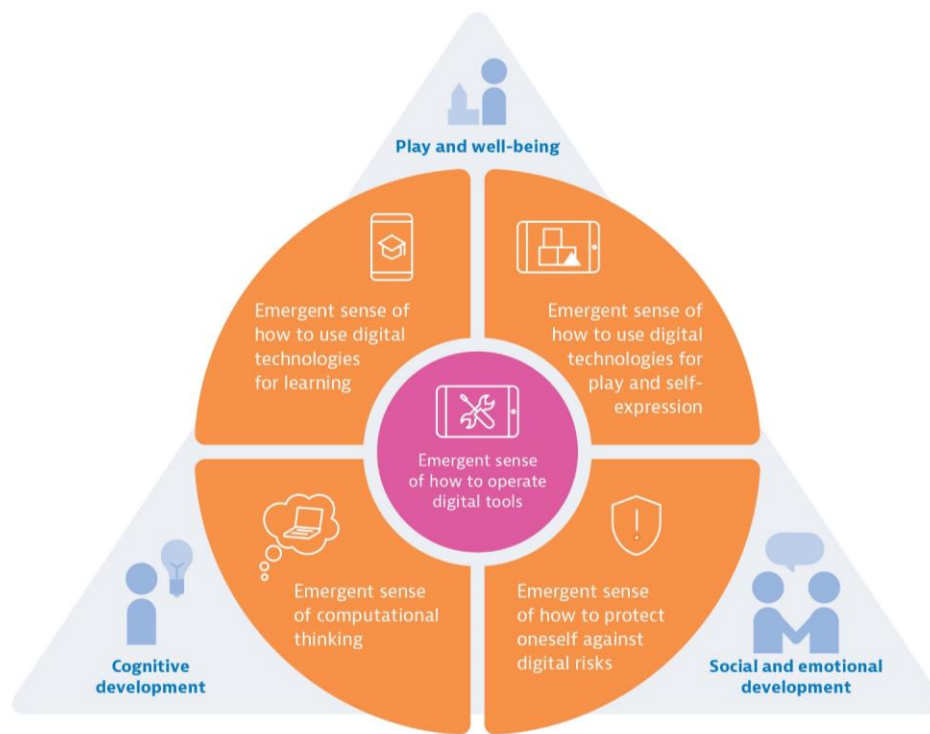 Play and well-being
Emergent sense of
how to use digital
technologies
for learning
Emergent sense of
how to use digital
technologies for
play and self-
expression
Emergent sense
of how to operate
digital tools
Emergent sense
of computational
thinking
Emergent sense
of how to protect
oneself against
digital risks
Cognitive
development
Social and emotional
development